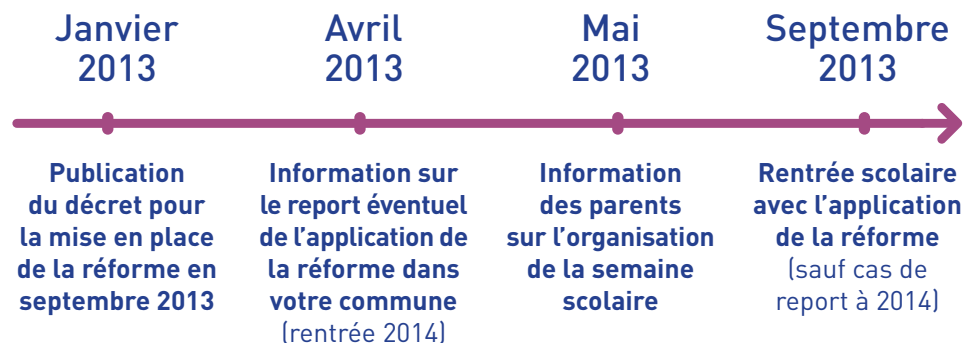 Janvier
2013
Avril
2013
Mai
2013
Septembre
2013
Publication
du décret pour
la mise en place
de la réforme en
septembre 2013
Information sur
le report éventuel
de l'application de
la réforme dans
votre commune
(rentrée 2014)
Information
des parents
sur l'organisation
de la semaine
scolaire
Rentrée scolaire
avec l'application
de la réforme
(sauf cas de
report à 2014)